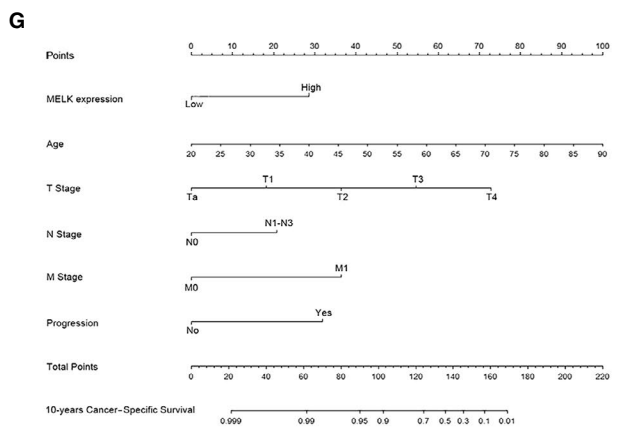 G
Points
0 10 20 30 40 50 60 70 80 90 100
MELK expression
High
Low
Age
20 25 30 35 40 45 50 55 60 65 70 75 80 85 90
T Stage
T1 T3
Ta T2 T4
N Stage
N1-N3
N0
M Stage
M1
M0
Progression
Yes
No
Total Points
0 20 40 60 80 100 120 140 160 180 200 220
10-years Cancer-Specific Survival
0.999 0.99 0.95 0.9 0.7 0.5 0.3 0.1 0.01